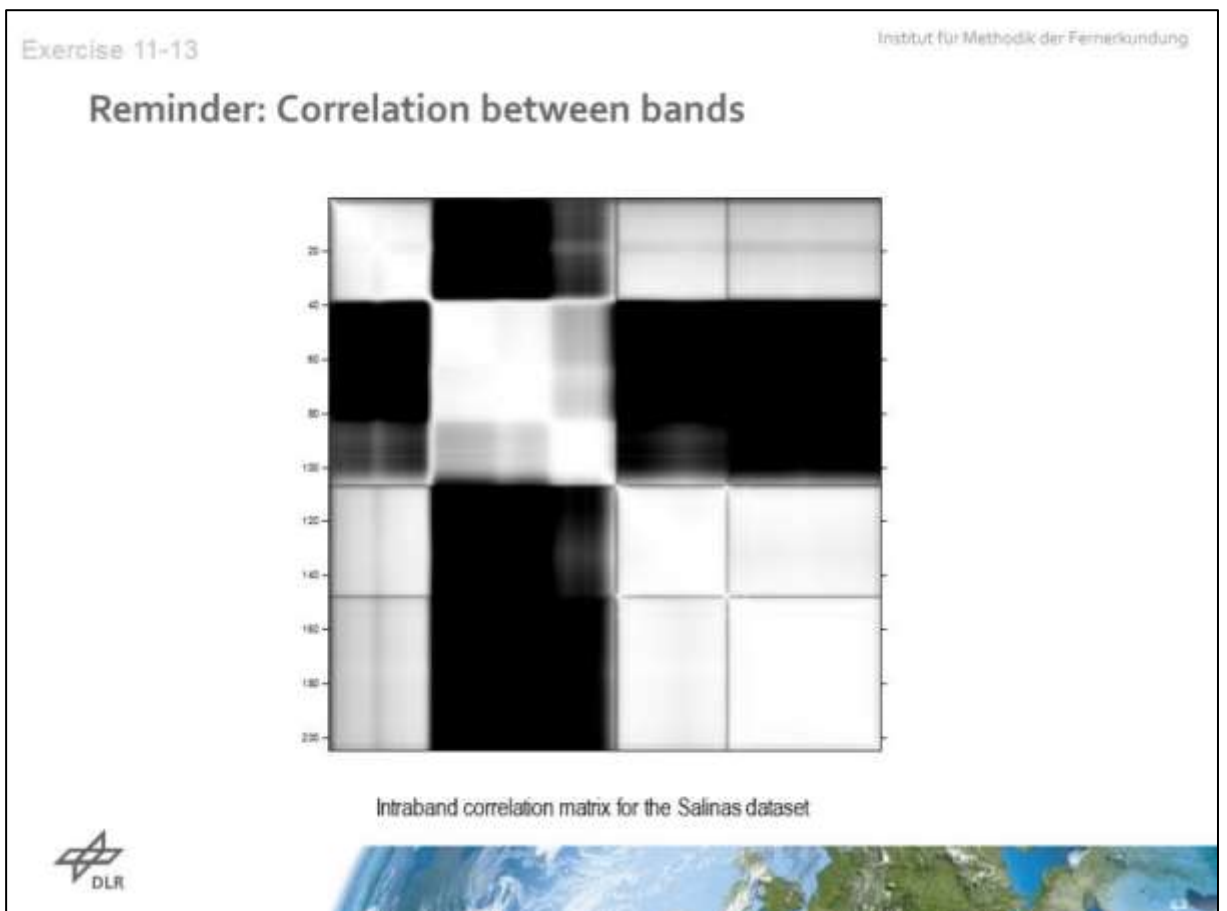 Exercise 11-13
Institut für Methodik der Fernerkundung
Reminder: Correlation between bands
20
40
60
80
100
120
140
160
180
200
Intraband correlation matrix for the Salinas dataset
DLR